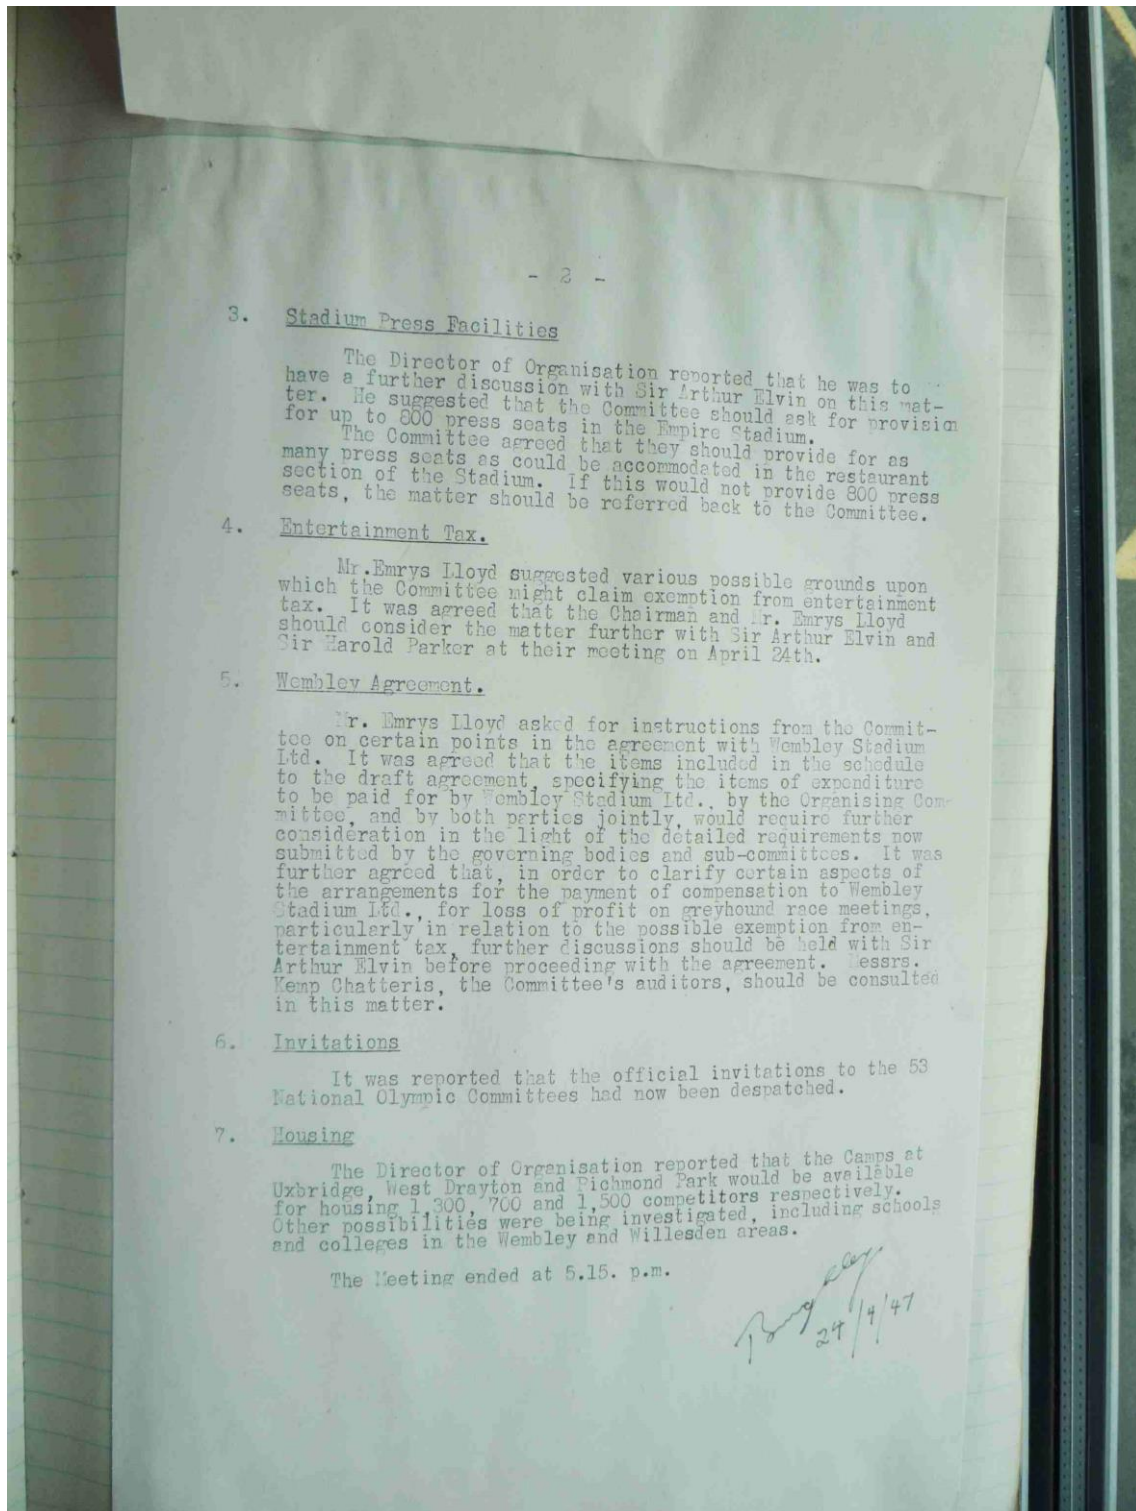 - 2 -
3. Stadium Press Facilities
The Director of Organisation reported that he was to
have a further discussion with Sir Arthur Elvin on this mat-
ter. He suggested that the Committee should ask for provision
for up to 800 press seats in the Empire Stadium.
The Committee agreed that they should provide for as
many press seats as could be accommodated in the restaurant
section of the Stadium. If this would not provide 800 press
seats, the matter should be referred back to the Committee.
4. Entertainment Tax.
Mr.Emrys Lloyd suggested various possible grounds upon
which the Committee might claim exemption from entertainment
tax. It was agreed that the Chairman and Mr. Emrys Lloyd
should consider the matter further with Sir Arthur Elvin and
Sir Harold Parker at their meeting on April 24th.
5. Wembley Agreement.
Mr. Emrys Lloyd asked for instructions from the Commit-
tee on certain points in the agreement with Wembley Stadium
Ltd. It was agreed that the items included in the schedule
to the draft agreement, specifying the items of expenditure
to be paid for by Wembley Stadium Ltd., by the Organising Com-
mittee, and by both parties jointly, would require further
consideration in the light of the detailed requirements now
submitted by the governing bodies and sub-committees. It was
further agreed that, in order to clarify certain aspects of
the arrangements for the payment of compensation to Wembley
Stadium Ltd., for loss of profit on greyhound race meetings,
particularly in relation to the possible exemption from en-
tertainment tax, further discussions should be held with Sir
Arthur Elvin before proceeding with the agreement. Messrs.
Kemp Chatteris, the Committee's auditors, should be consulted
in this matter.
6. Invitations
It was reported that the official invitations to the 53
National Olympic Committees had now been despatched.
7. Housing
The Director of Organisation reported that the Camps at
Uxbridge, West Drayton and Richmond Park would be available
for housing 1,300, 700 and 1,500 competitors respectively.
Other possibilities were being investigated, including schools
and colleges in the Wembley and Willesden areas.
The Meeting ended at 5.15. p.m.
24/4/47